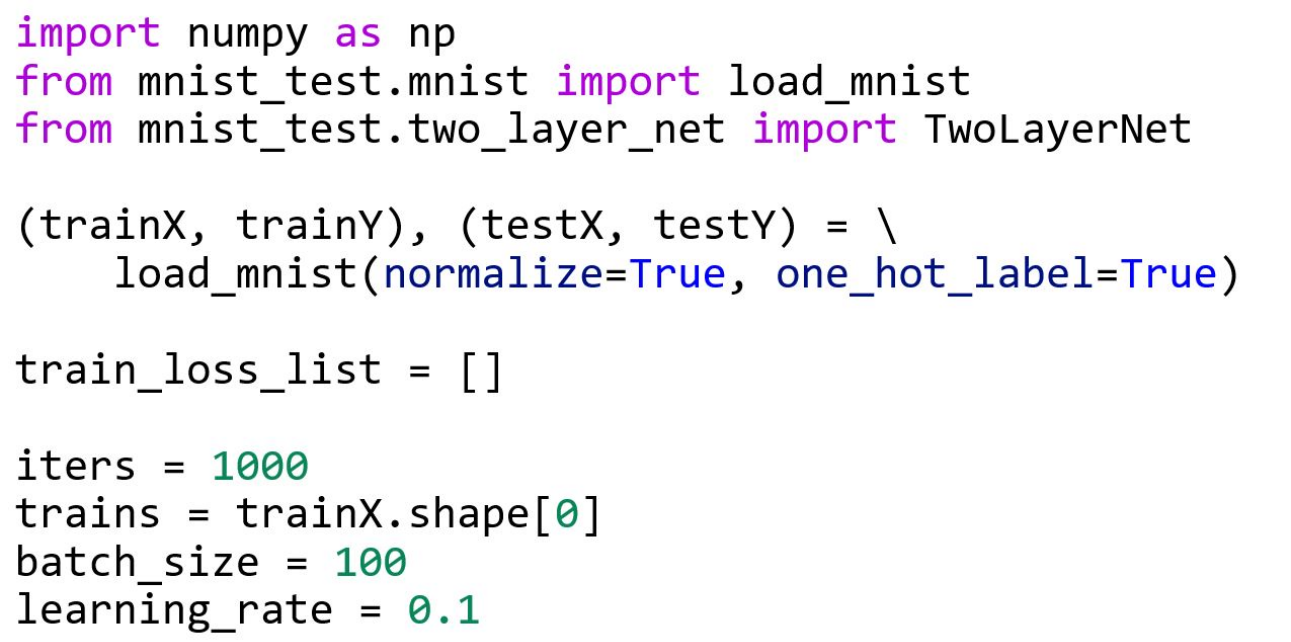 import numpy as np
from mnist_test.mnist import load_mnist
from mnist_test.two_layer_net import TwoLayerNet
(trainX, trainY), (testX, testY) = \
    load_mnist(normalize=True, one_hot_label=True)
train_loss_list = []
iters = 1000
trains = trainX.shape[0]
batch_size = 100
learning_rate = 0.1